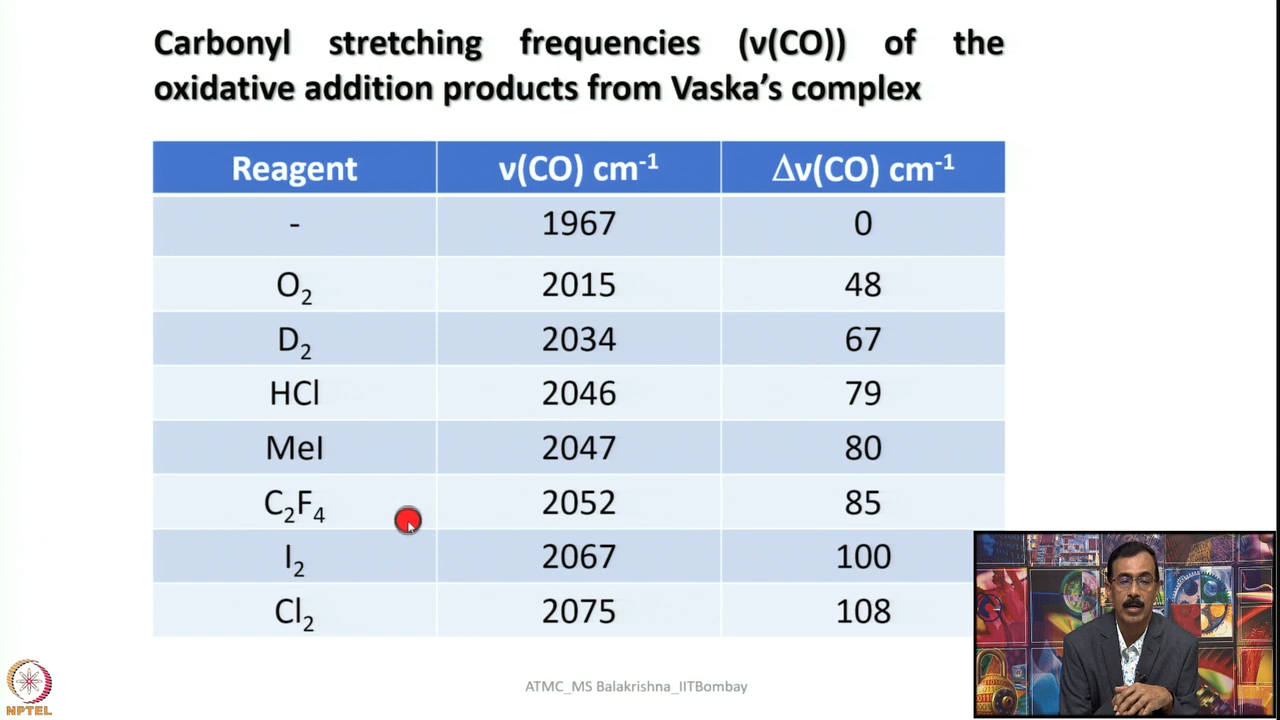 Carbonyl stretching frequencies (ν(CO)) of the
oxidative addition products from Vaska's complex
Reagent ν(CO) cm⁻¹ Δν(CO) cm⁻¹
- 1967 0
O₂ 2015 48
D₂ 2034 67
HCl 2046 79
MeI 2047 80
C₂F₄ 2052 85
I₂ 2067 100
Cl₂ 2075 108
ATMC_MS Balakrishna_IITBombay
NPTEL